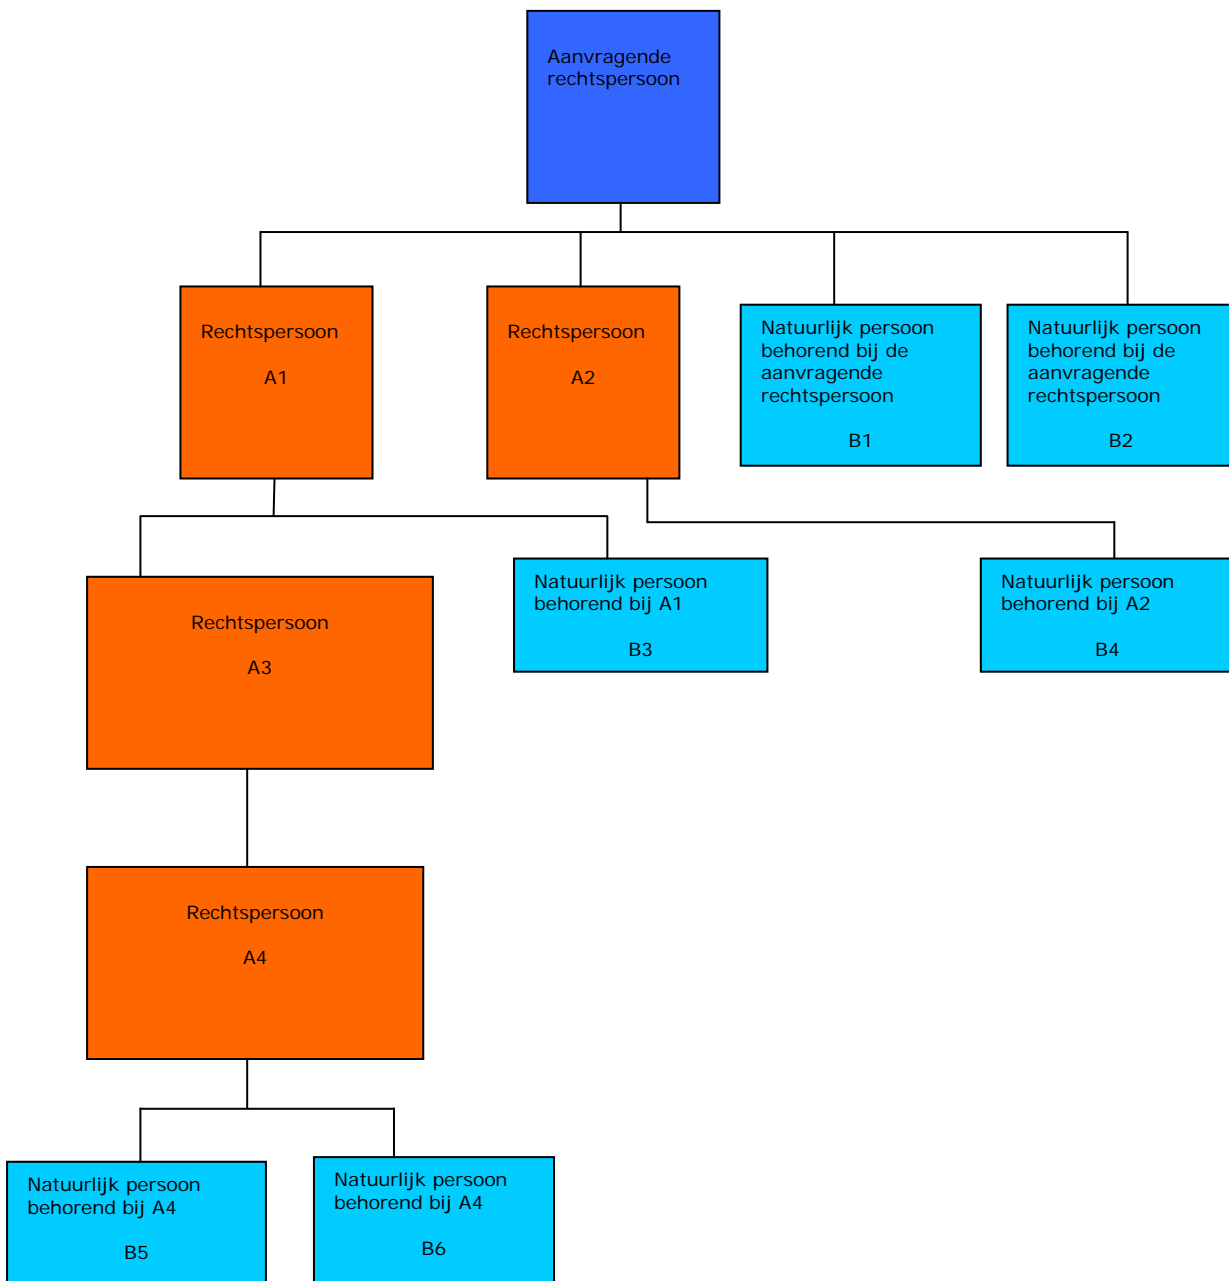 Aanvragende
rechtspersoon
Rechtspersoon
A1
Rechtspersoon
A2
Natuurlijk persoon
behorend bij de
aanvragende
rechtspersoon
B1
Natuurlijk persoon
behorend bij de
aanvragende
rechtspersoon
B2
Rechtspersoon
A3
Natuurlijk persoon
behorend bij A1
B3
Natuurlijk persoon
behorend bij A2
B4
Rechtspersoon
A4
Natuurlijk persoon
behorend bij A4
B5
Natuurlijk persoon
behorend bij A4
B6